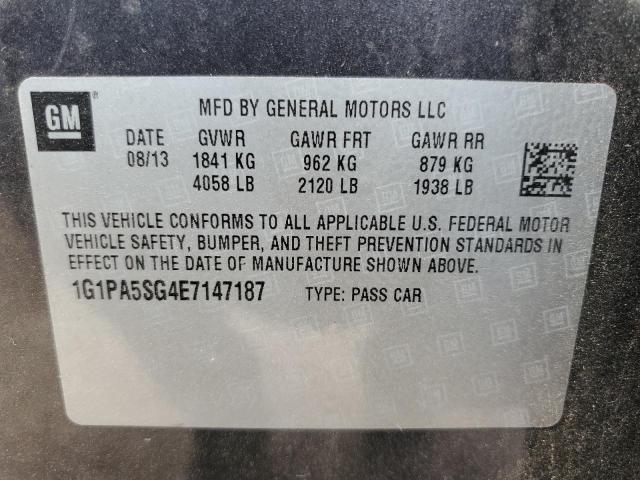 GM ®
MFD BY GENERAL MOTORS LLC
DATE GVWR GAWR FRT GAWR RR
08/13 1841 KG 962 KG 879 KG
4058 LB 2120 LB 1938 LB
THIS VEHICLE CONFORMS TO ALL APPLICABLE U.S. FEDERAL MOTOR
VEHICLE SAFETY, BUMPER, AND THEFT PREVENTION STANDARDS IN
EFFECT ON THE DATE OF MANUFACTURE SHOWN ABOVE.
1G1PA5SG4E7147187 TYPE: PASS CAR